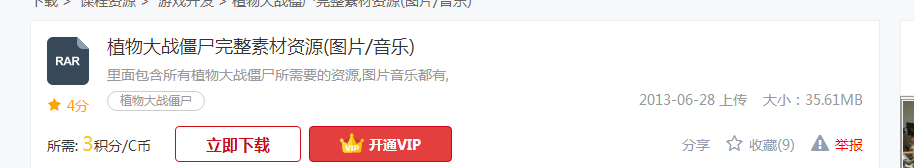 下载 > 课程资源 > 游戏开发 > 植物大战僵尸完整素材资源(图片/音乐)
RAR
植物大战僵尸完整素材资源(图片/音乐)
里面包含所有植物大战僵尸所需要的资源,图片音乐都有,
4分
植物大战僵尸
2013-06-28 上传 大小：35.61MB
所需: 3积分/C币
立即下载
VIP
开通VIP
分享
收藏(9)
举报